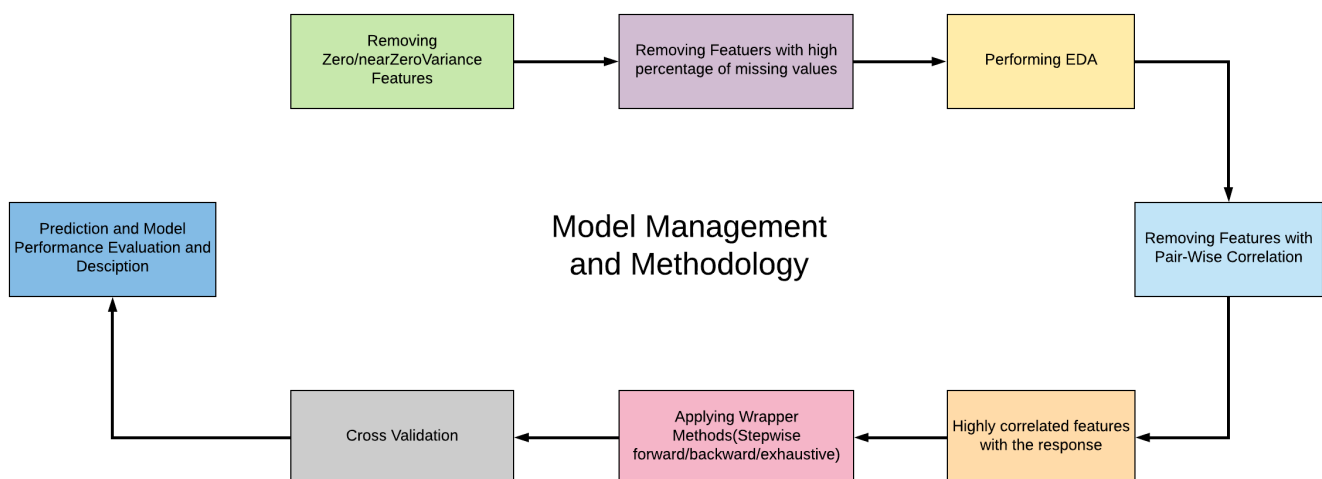 Removing
Zero/nearZeroVariance
Features
Removing Featuers with high
percentage of missing values
Performing EDA
Removing Features with
Pair-Wise Correlation
Highly correlated features
with the response
Applying Wrapper
Methods(Stepwise
forward/backward/exhaustive)
Cross Validation
Prediction and Model
Performance Evaluation and
Desciption
Model Management
and Methodology